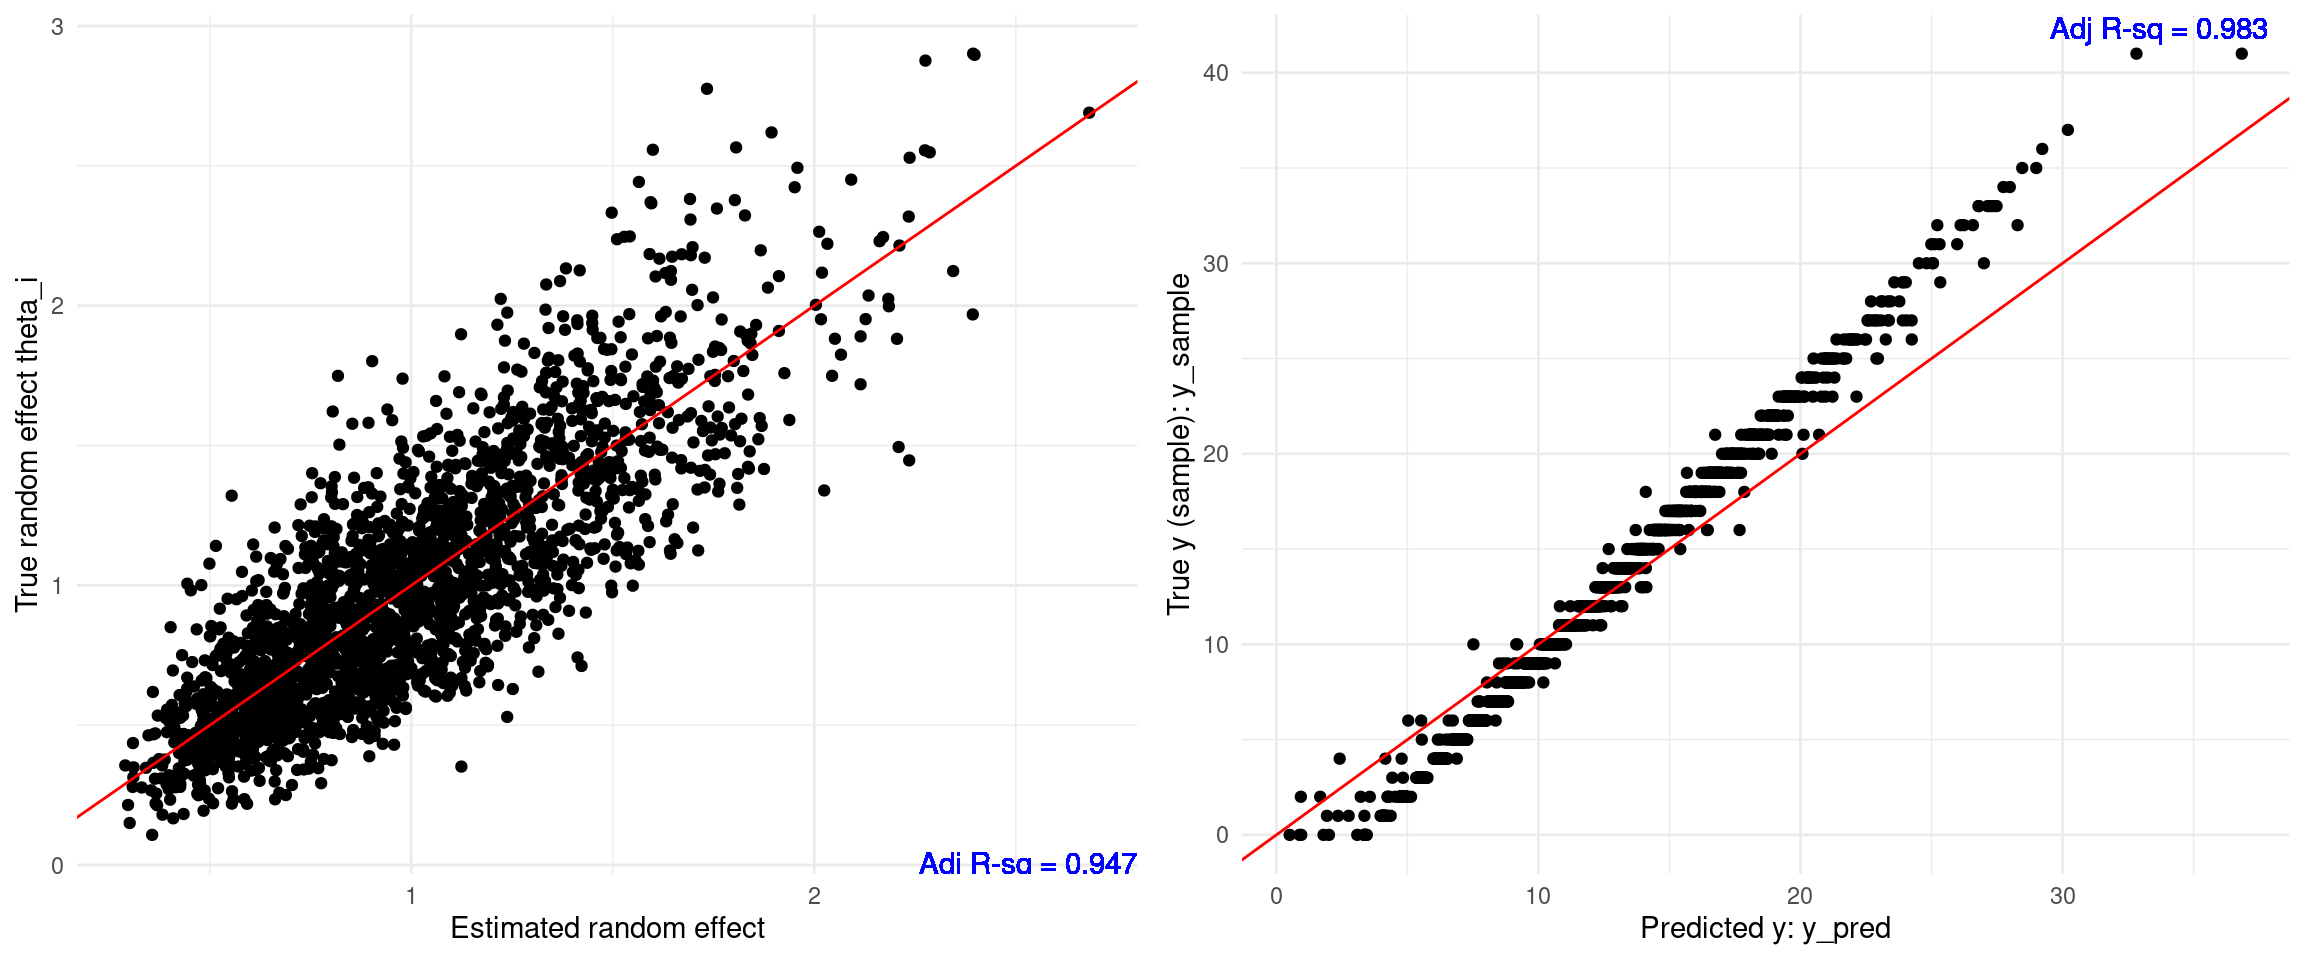 3
2
1
0
True random effect theta_i
Adj R-sq = 0.947
1
2
Estimated random effect
Adj R-sq = 0.983
40
30
20
10
0
True y (sample): y_sample
0
10
20
30
Predicted y: y_pred